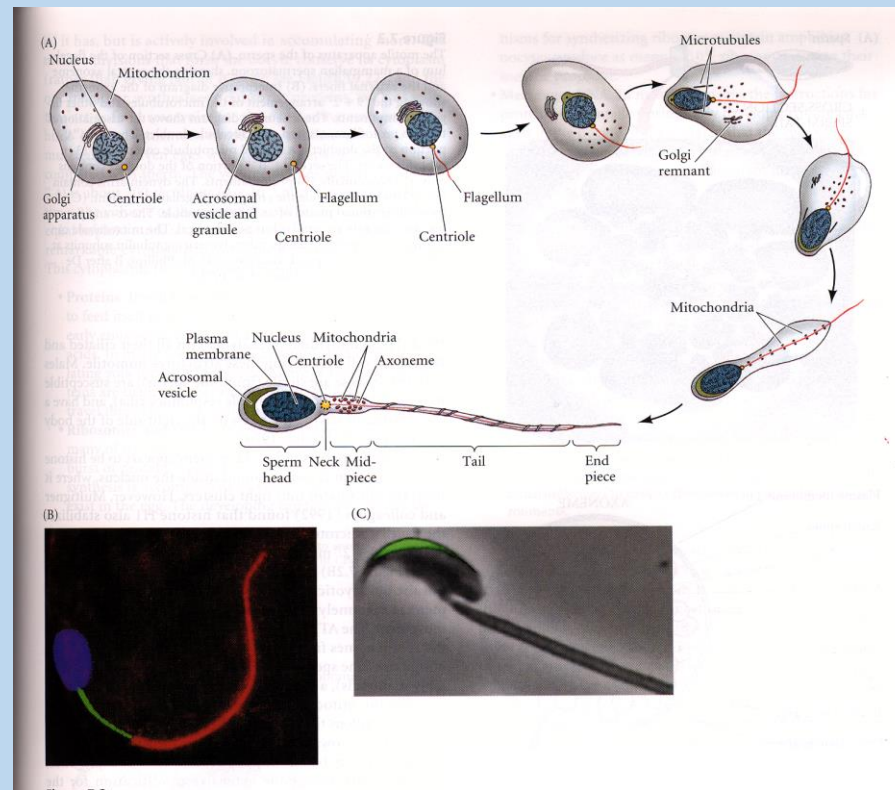 (A)
Nucleus
Mitochondrion
Golgi
apparatus
Centriole
Acrosomal
vesicle and
granule
Flagellum
Centriole
Flagellum
Centriole
Microtubules
Golgi
remnant
Mitochondria
Plasma
membrane
Nucleus
Mitochondria
Centriole
Axoneme
Acrosomal
vesicle
Sperm
head
Neck
Mid-
piece
Tail
End
piece
(B)
(C)